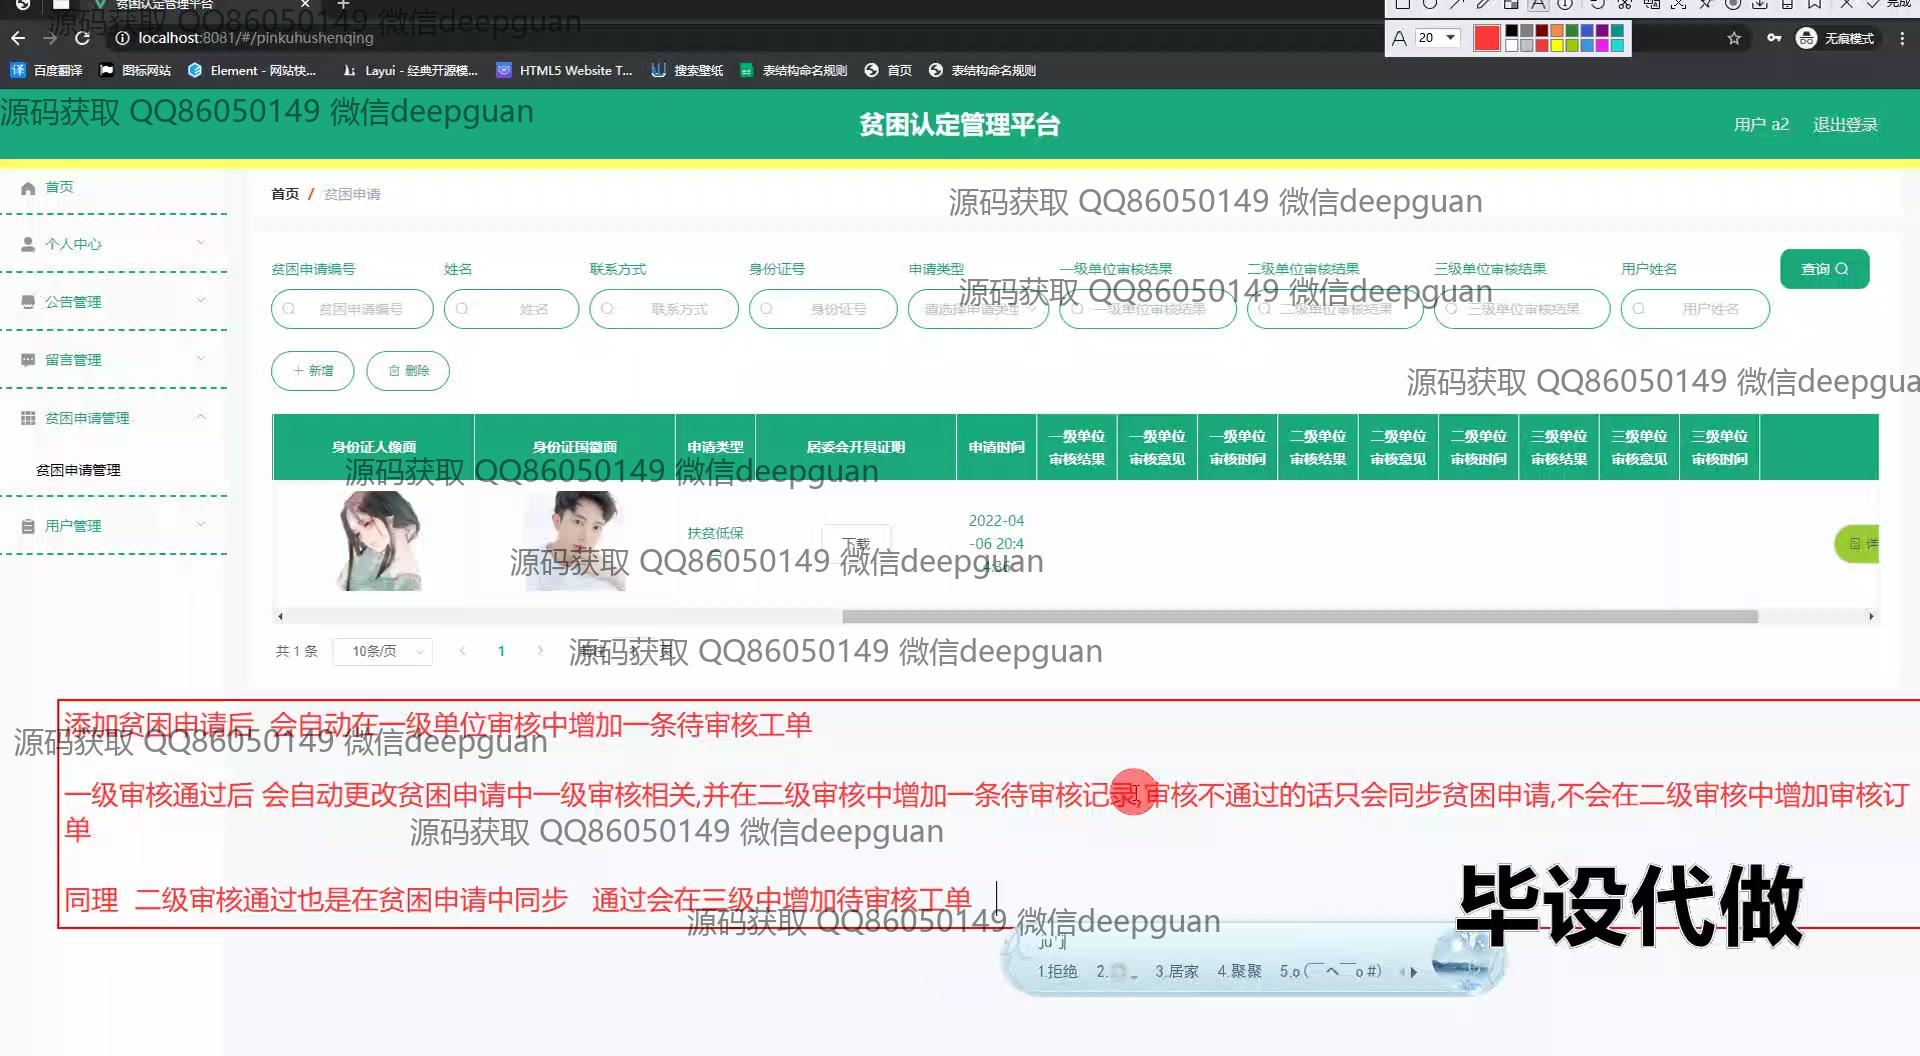 贫困认定管理平台
完成
源码获取 QQ86050149 微信deepguan
localhost:8081/#/pinkuhushenqing
A 20
无痕模式
译 百度翻译 图标网站 Element - 网站快... Layui - 经典开源模... HTML5 Website T... 搜索壁纸 表结构命名规则 首页 表结构命名规则
源码获取 QQ86050149 微信deepguan
贫困认定管理平台
用户 a2 退出登录
首页
个人中心
公告管理
留言管理
贫困申请管理
贫困申请管理
用户管理
首页 / 贫困申请
源码获取 QQ86050149 微信deepguan
贫困申请编号 姓名 联系方式 身份证号 申请类型 一级单位审核结果 二级单位审核结果 三级单位审核结果 用户姓名 查询
源码获取 QQ86050149 微信deepguan
贫困申请编号 姓名 联系方式 身份证号 请选择申请类型 一级单位审核结果 二级单位审核结果 三级单位审核结果 用户姓名
新增 删除
源码获取 QQ86050149 微信deepgua
身份证人像面 身份证国徽面 申请类型 居委会开具证明 申请时间 一级单位审核结果 一级单位审核意见 一级单位审核时间 二级单位审核结果 二级单位审核意见 二级单位审核时间 三级单位审核结果 三级单位审核意见 三级单位审核时间
源码获取 QQ86050149 微信deepguan
扶贫低保 下载 2022-04
-06 20:4
详
源码获取 QQ86050149 微信deepguan
共 1 条 10条/页 1
源码获取 QQ86050149 微信deepguan
添加贫困申请后 会自动在一级单位审核中增加一条待审核工单
源码获取 QQ86050149 微信deepguan
一级审核通过后 会自动更改贫困申请中一级审核相关,并在二级审核中增加一条待审核记录,审核不通过的话只会同步贫困申请,不会在二级审核中增加审核订
单
源码获取 QQ86050149 微信deepguan
同理 二级审核通过也是在贫困申请中同步 通过会在三级中增加待审核工单
源码获取 QQ86050149 微信deepguan
毕设代做
ju'j
1.拒绝 2. 3.居家 4.聚聚 5.o(￣ヘ￣o#)